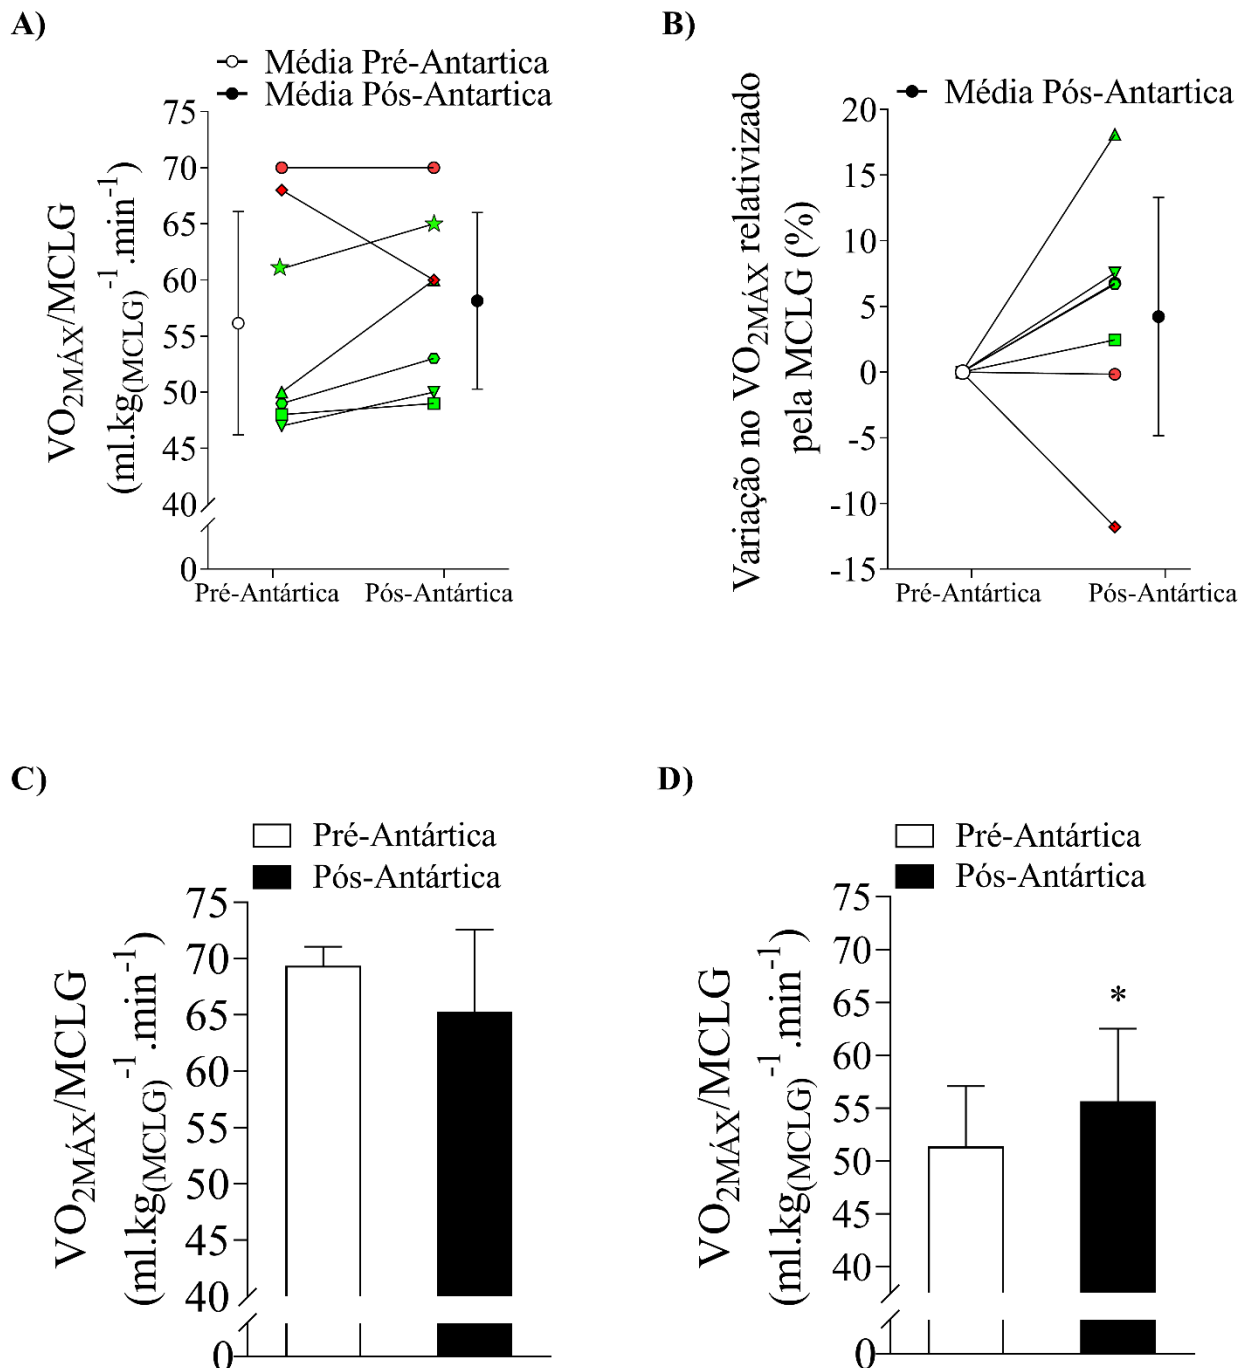 A)
Média Pré-Antartica
Média Pós-Antartica
VO2MÁX/MCLG
(ml.kg(MCLG)-1.min-1)
75
70
65
60
55
50
45
40
0
Pré-Antártica Pós-Antártica
B)
Média Pós-Antartica
Variação no VO2MÁX relativizado
pela MCLG (%)
20
15
10
5
0
-5
-10
-15
Pré-Antártica Pós-Antártica
C)
Pré-Antártica
Pós-Antártica
VO2MÁX/MCLG
(ml.kg(MCLG)-1.min-1)
75
70
65
60
55
50
45
40
0
D)
Pré-Antártica
Pós-Antártica
VO2MÁX/MCLG
(ml.kg(MCLG)-1.min-1)
75
70
65
60
55
50
45
40
0
*